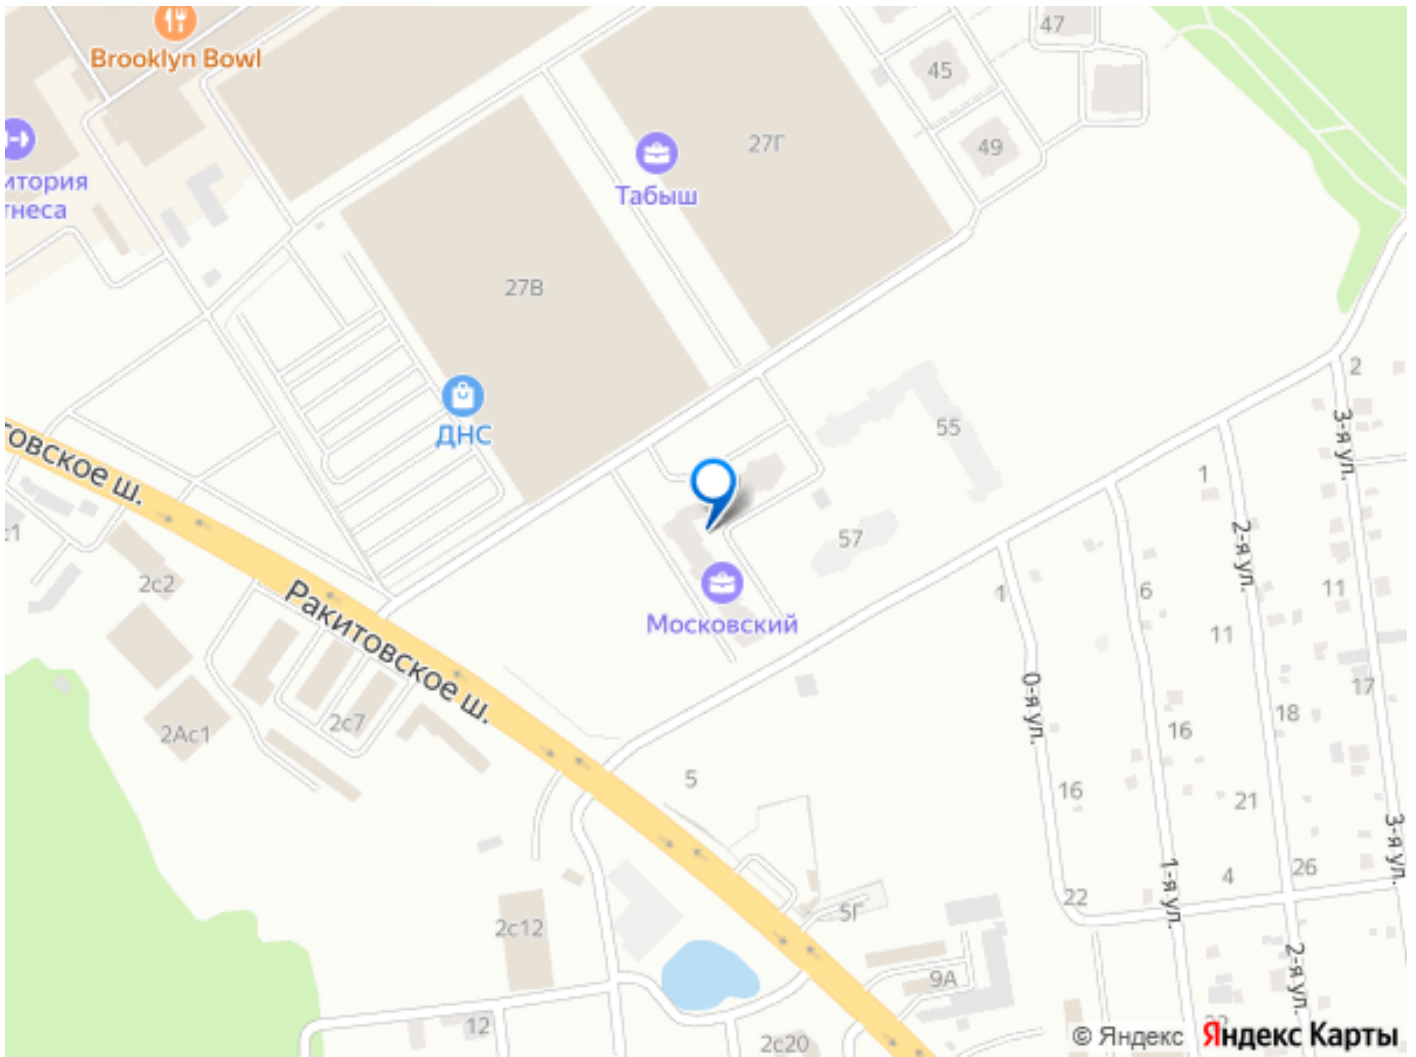 Brooklyn Bowl
47
45
49
27Г
Табыш
итория
тнеса
27В
ДНС
товское ш.
2
3-я ул.
55
1
57
2-я ул.
с1
2с2
Ракитовское ш.
Московский
1
6
11
11
0-я ул.
17
2Ас1
2с7
18
16
5
16
21
3-я ул.
1-я ул.
4
26
22
5Г
2с12
2-я ул.
9А
12
2с20
© Яндекс
Яндекс Карты